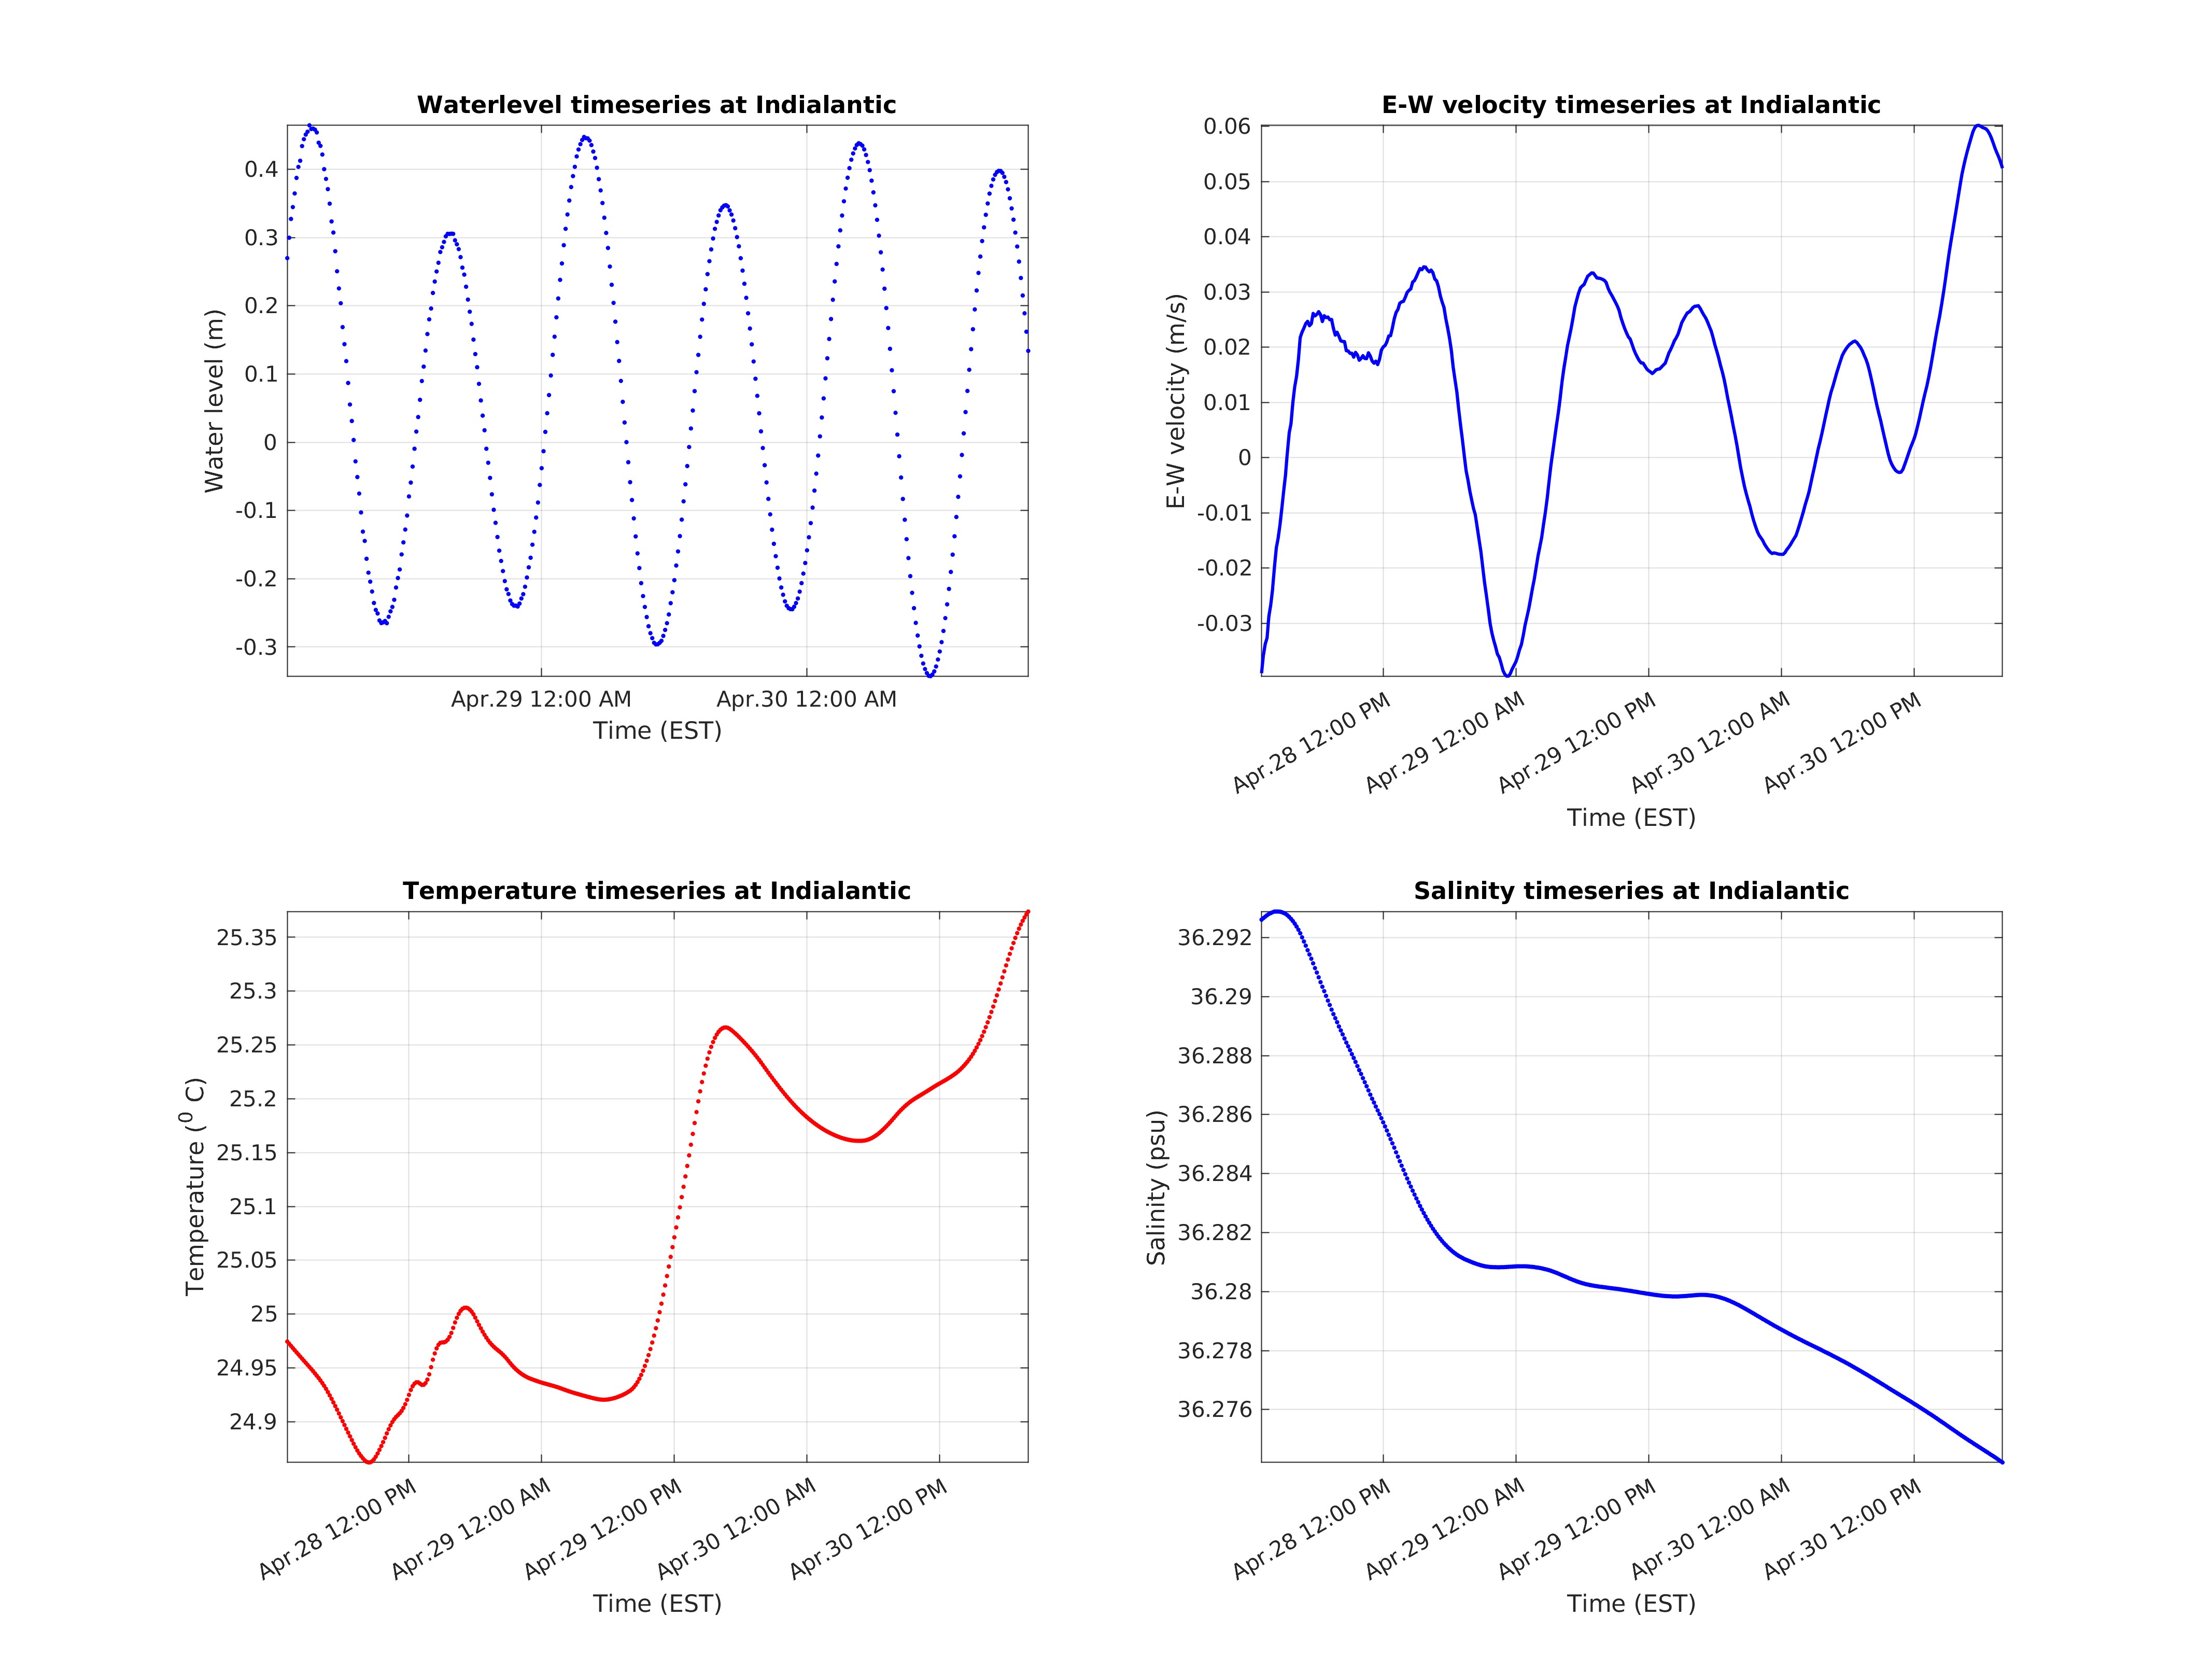 Waterlevel timeseries at Indialantic
Water level (m)
0.4
0.3
0.2
0.1
0
-0.1
-0.2
-0.3
Apr.29 12:00 AM
Apr.30 12:00 AM
Time (EST)
E-W velocity timeseries at Indialantic
E-W velocity (m/s)
0.06
0.05
0.04
0.03
0.02
0.01
0
-0.01
-0.02
-0.03
Apr.28 12:00 PM
Apr.29 12:00 AM
Apr.29 12:00 PM
Apr.30 12:00 AM
Apr.30 12:00 PM
Time (EST)
Temperature timeseries at Indialantic
Temperature (⁰ C)
25.35
25.3
25.25
25.2
25.15
25.1
25.05
25
24.95
24.9
Apr.28 12:00 PM
Apr.29 12:00 AM
Apr.29 12:00 PM
Apr.30 12:00 AM
Apr.30 12:00 PM
Time (EST)
Salinity timeseries at Indialantic
Salinity (psu)
36.292
36.29
36.288
36.286
36.284
36.282
36.28
36.278
36.276
Apr.28 12:00 PM
Apr.29 12:00 AM
Apr.29 12:00 PM
Apr.30 12:00 AM
Apr.30 12:00 PM
Time (EST)